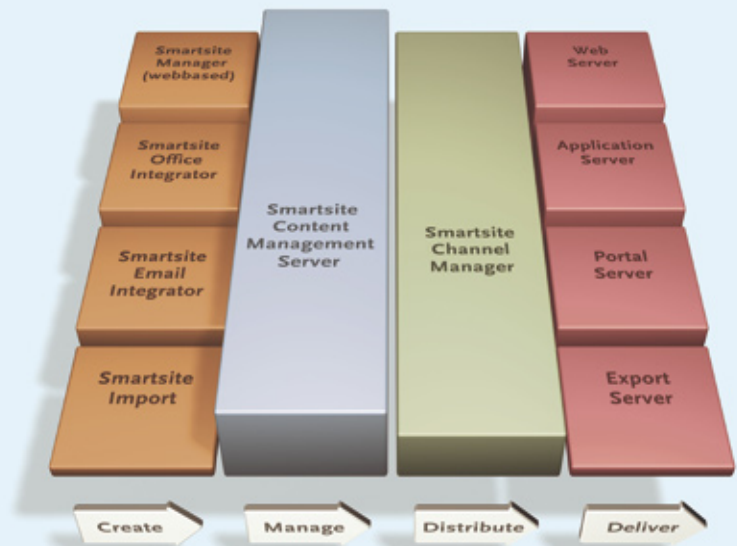 Smartsite
Manager
(webbased)
Smartsite
Office
Integrator
Smartsite
Email
Integrator
Smartsite
Import
Smartsite
Content
Management
Server
Smartsite
Channel
Manager
Web
Server
Application
Server
Portal
Server
Export
Server
Create
Manage
Distribute
Deliver